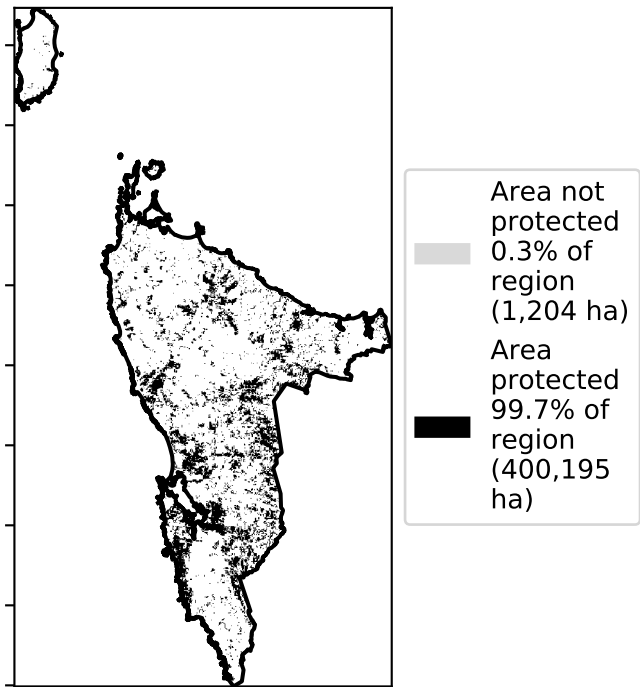 Area not
protected
0.3% of
region
(1,204 ha)
Area
protected
99.7% of
region
(400,195
ha)